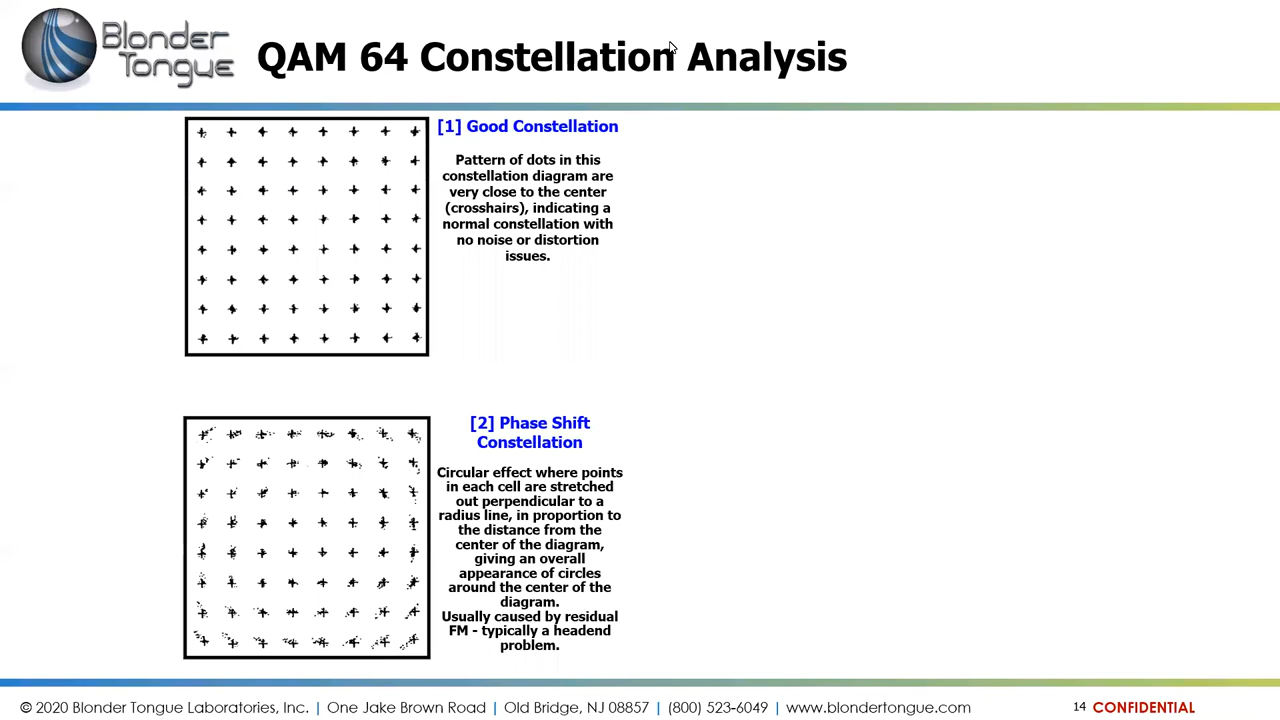 Blonder
Tongue
QAM 64 Constellation Analysis
[1] Good Constellation
Pattern of dots in this
constellation diagram are
very close to the center
(crosshairs), indicating a
normal constellation with
no noise or distortion
issues.
[2] Phase Shift
Constellation
Circular effect where points
in each cell are stretched
out perpendicular to a
radius line, in proportion to
the distance from the
center of the diagram,
giving an overall
appearance of circles
around the center of the
diagram.
Usually caused by residual
FM - typically a headend
problem.
© 2020 Blonder Tongue Laboratories, Inc. | One Jake Brown Road | Old Bridge, NJ 08857 | (800) 523-6049 | www.blondertongue.com
14 CONFIDENTIAL